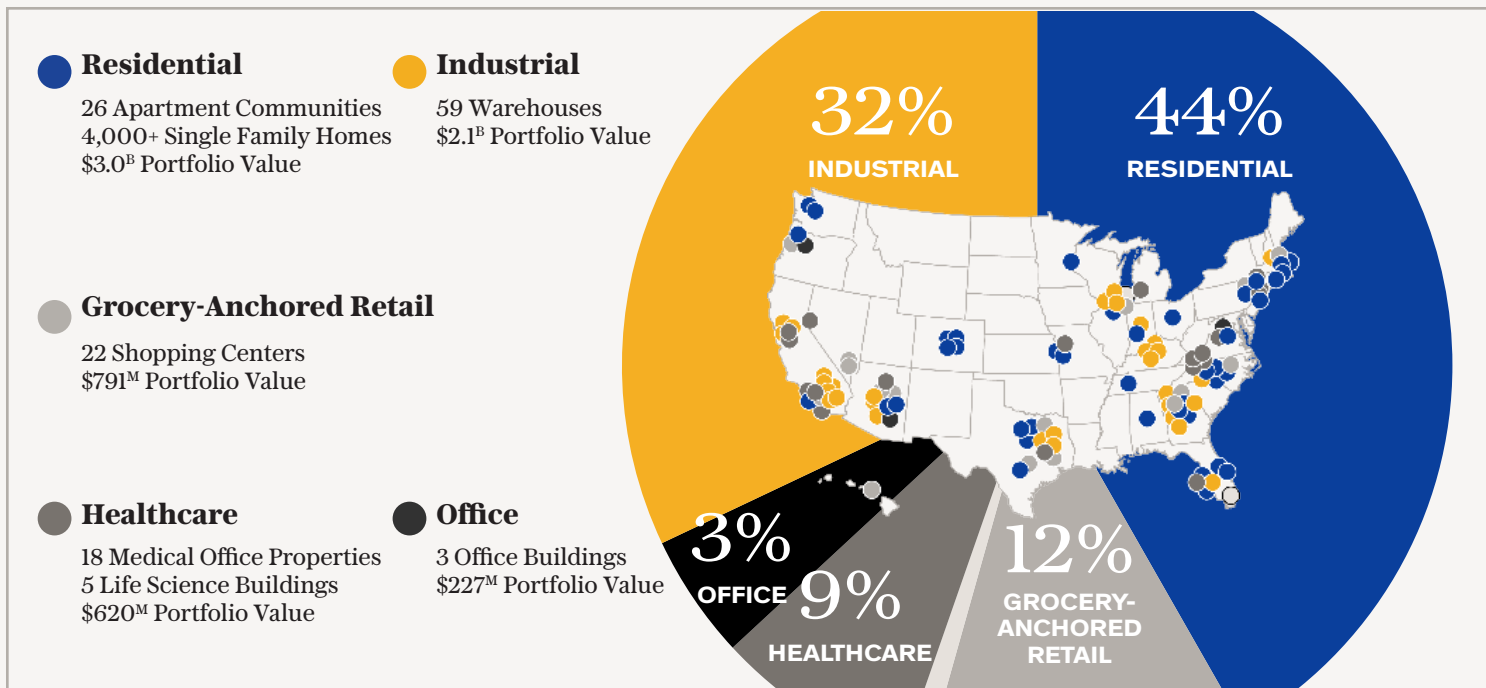 Residential
26 Apartment Communities
4,000+ Single Family Homes
$3.0ᴮ Portfolio Value
Industrial
59 Warehouses
$2.1ᴮ Portfolio Value
Grocery-Anchored Retail
22 Shopping Centers
$791ᴹ Portfolio Value
Healthcare
18 Medical Office Properties
5 Life Science Buildings
$620ᴹ Portfolio Value
Office
3 Office Buildings
$227ᴹ Portfolio Value
32%
INDUSTRIAL
44%
RESIDENTIAL
3%
OFFICE
9%
HEALTHCARE
12%
GROCERY-
ANCHORED
RETAIL